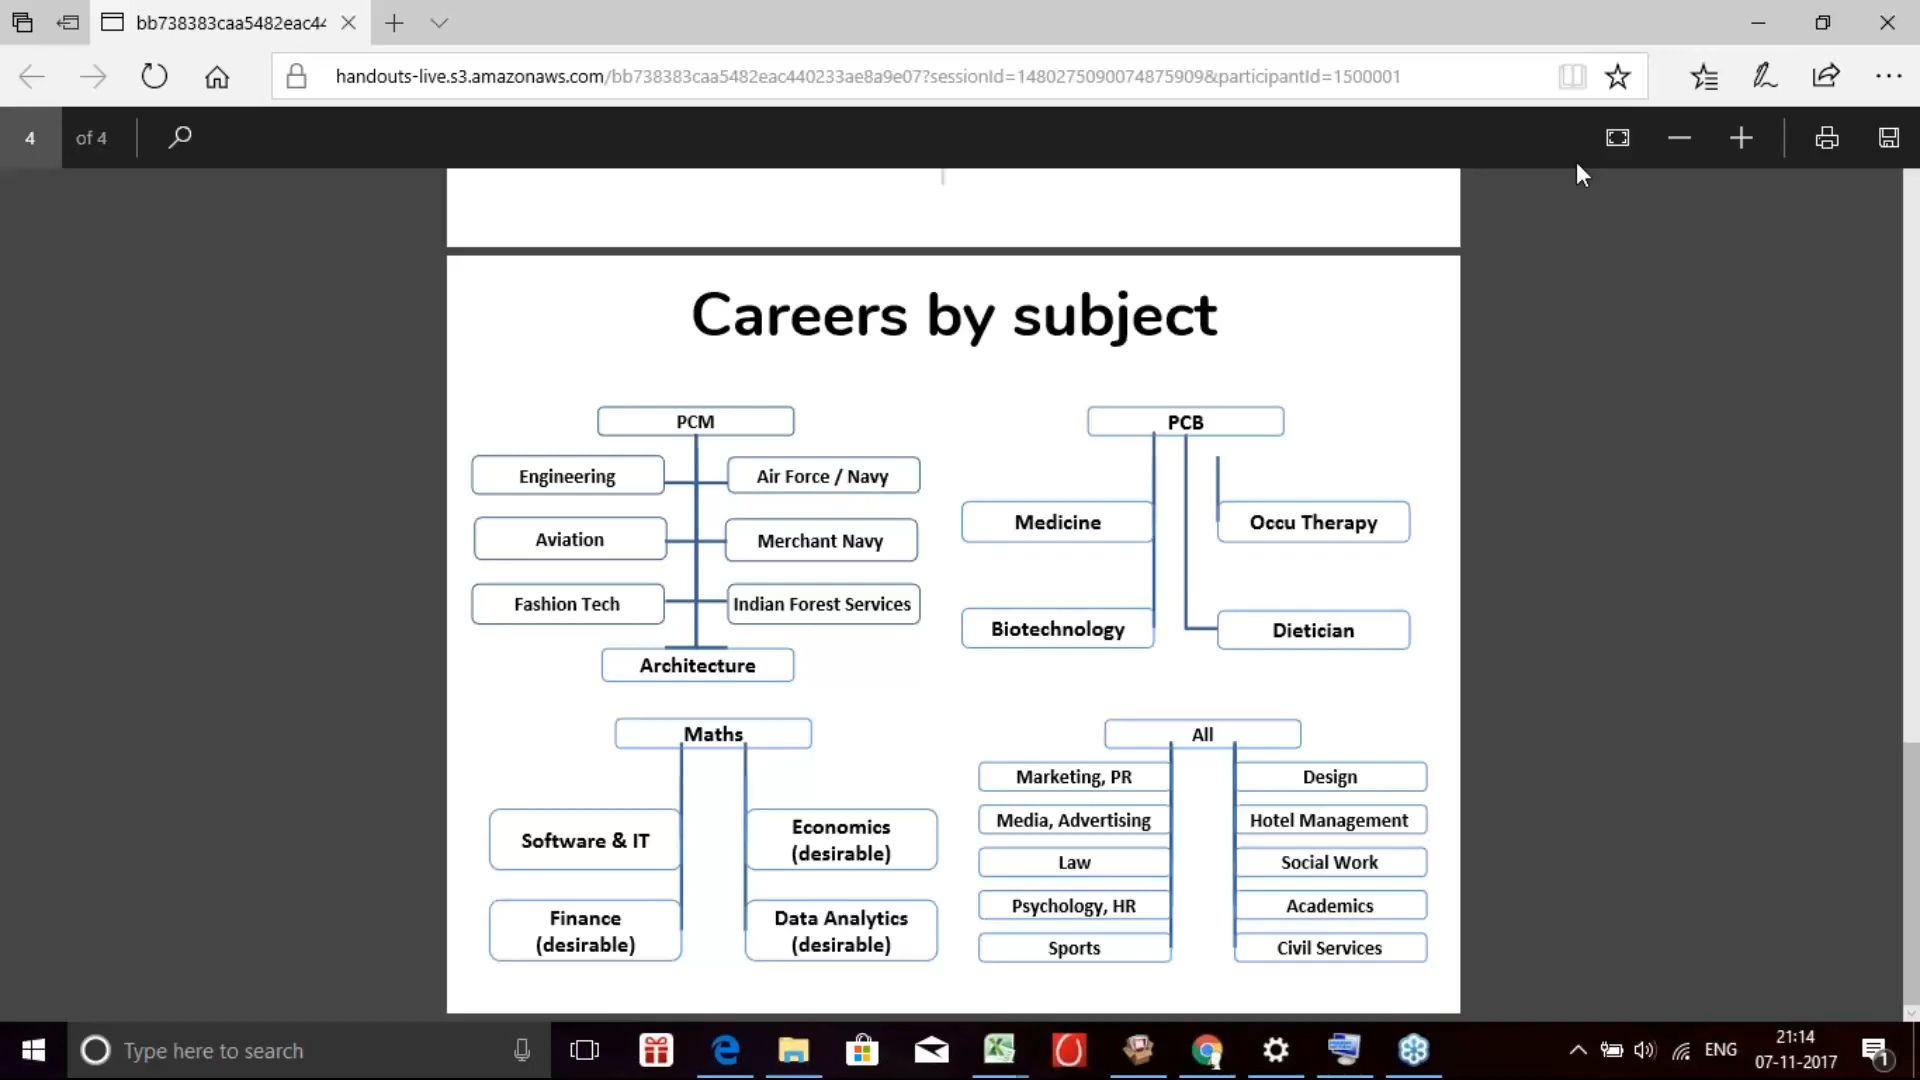 bb738383caa5482eac44
handouts-live.s3.amazonaws.com/bb738383caa5482eac440233ae8a9e07?sessionId=1480275090074875909&participantId=1500001
4 of 4
Careers by subject
PCM
Engineering
Air Force / Navy
Aviation
Merchant Navy
Fashion Tech
Indian Forest Services
Architecture
PCB
Medicine
Occu Therapy
Biotechnology
Dietician
Maths
Software & IT
Economics
(desirable)
Finance
(desirable)
Data Analytics
(desirable)
All
Marketing, PR
Design
Media, Advertising
Hotel Management
Law
Social Work
Psychology, HR
Academics
Sports
Civil Services
Type here to search
ENG
21:14
07-11-2017
1